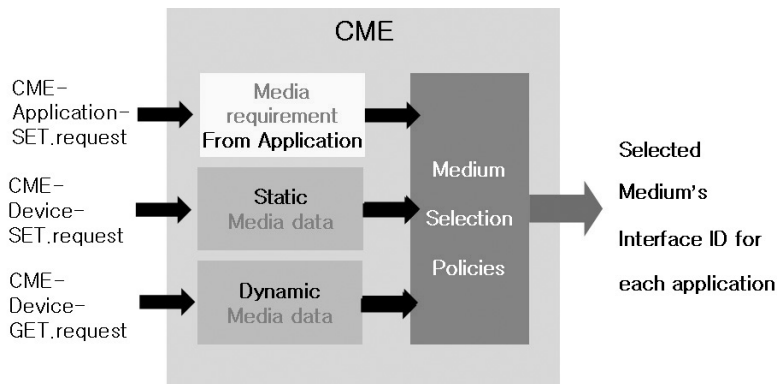 CME
CME-
Application-
SET.request
Media
requirement
From Application
CME-
Device-
SET.request
Static
Media data
CME-
Device-
GET.request
Dynamic
Media data
Medium
Selection
Policies
Selected
Medium's
Interface ID for
each application